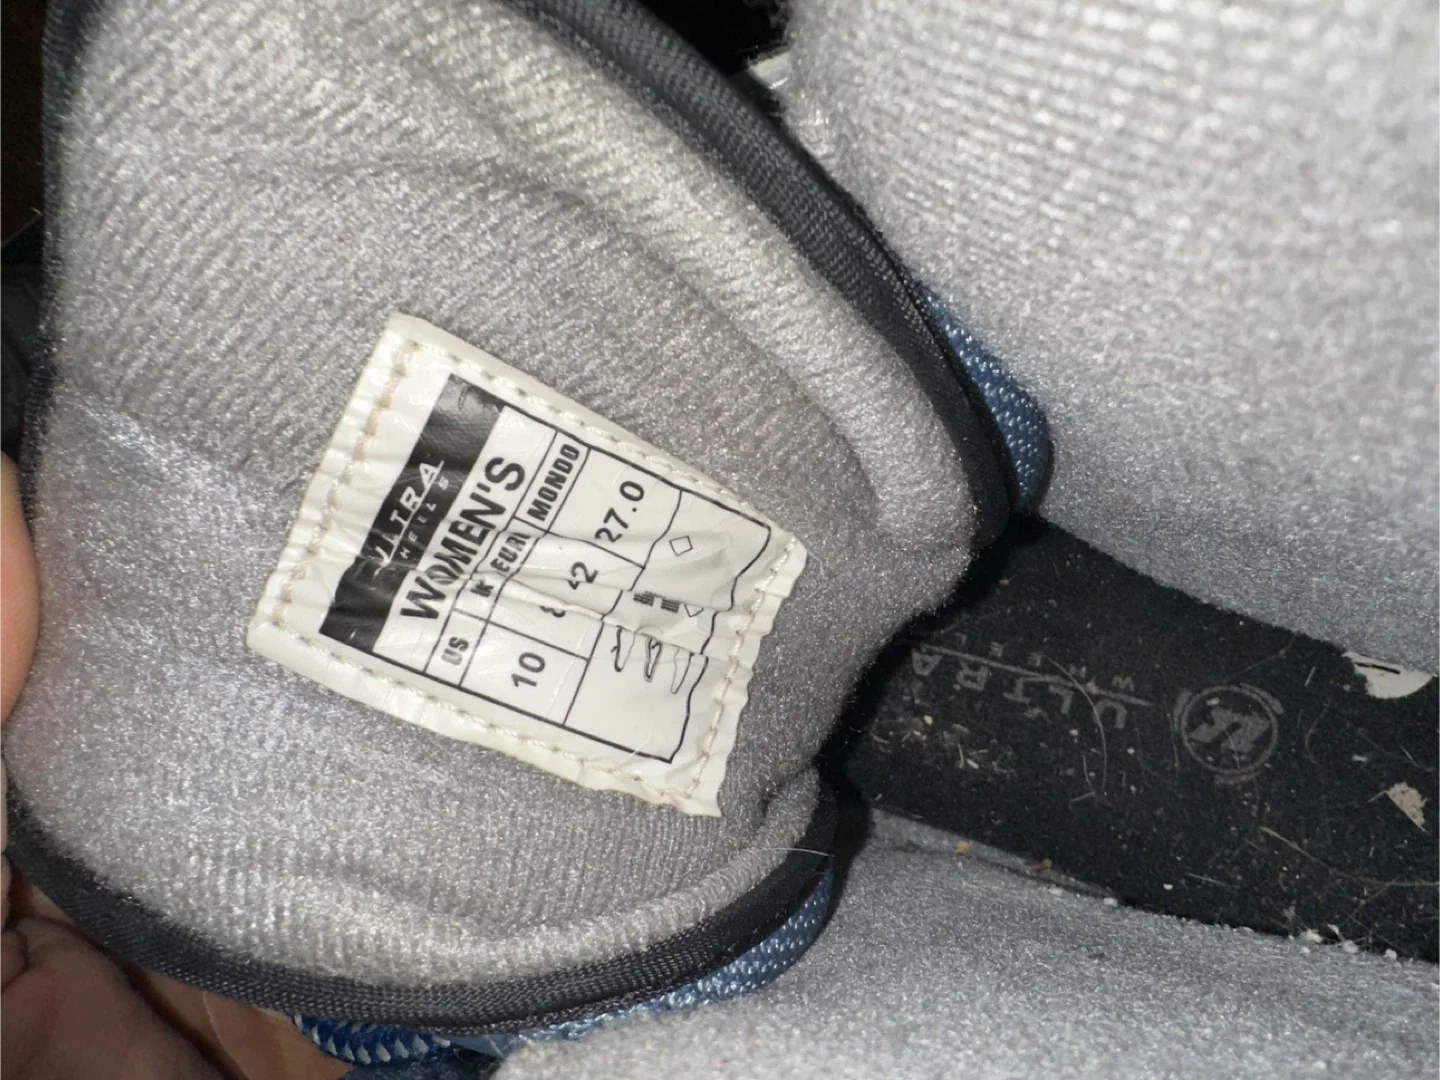 ULTRA
WHEELS
WOMEN'S
US EUR MONDO
10 27.0
ULTRA
WHEELS